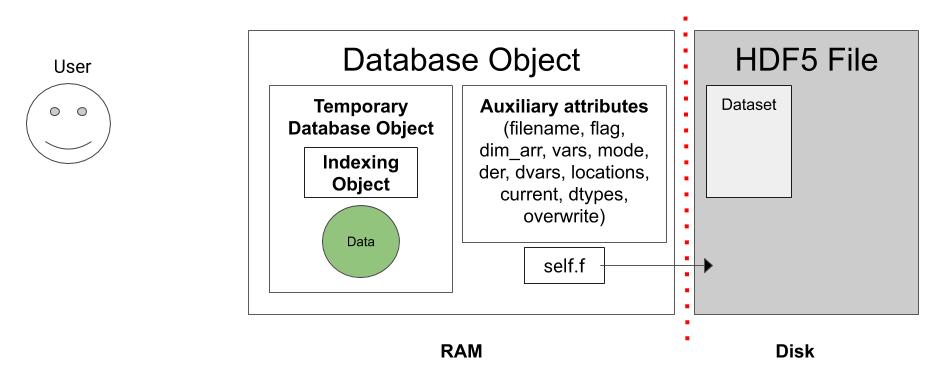 User
Database Object
Temporary
Database Object
Indexing
Object
Data
Auxiliary attributes
(filename, flag,
dim_arr, vars, mode,
der, dvars, locations,
current, dtypes,
overwrite)
self.f
HDF5 File
Dataset
RAM
Disk